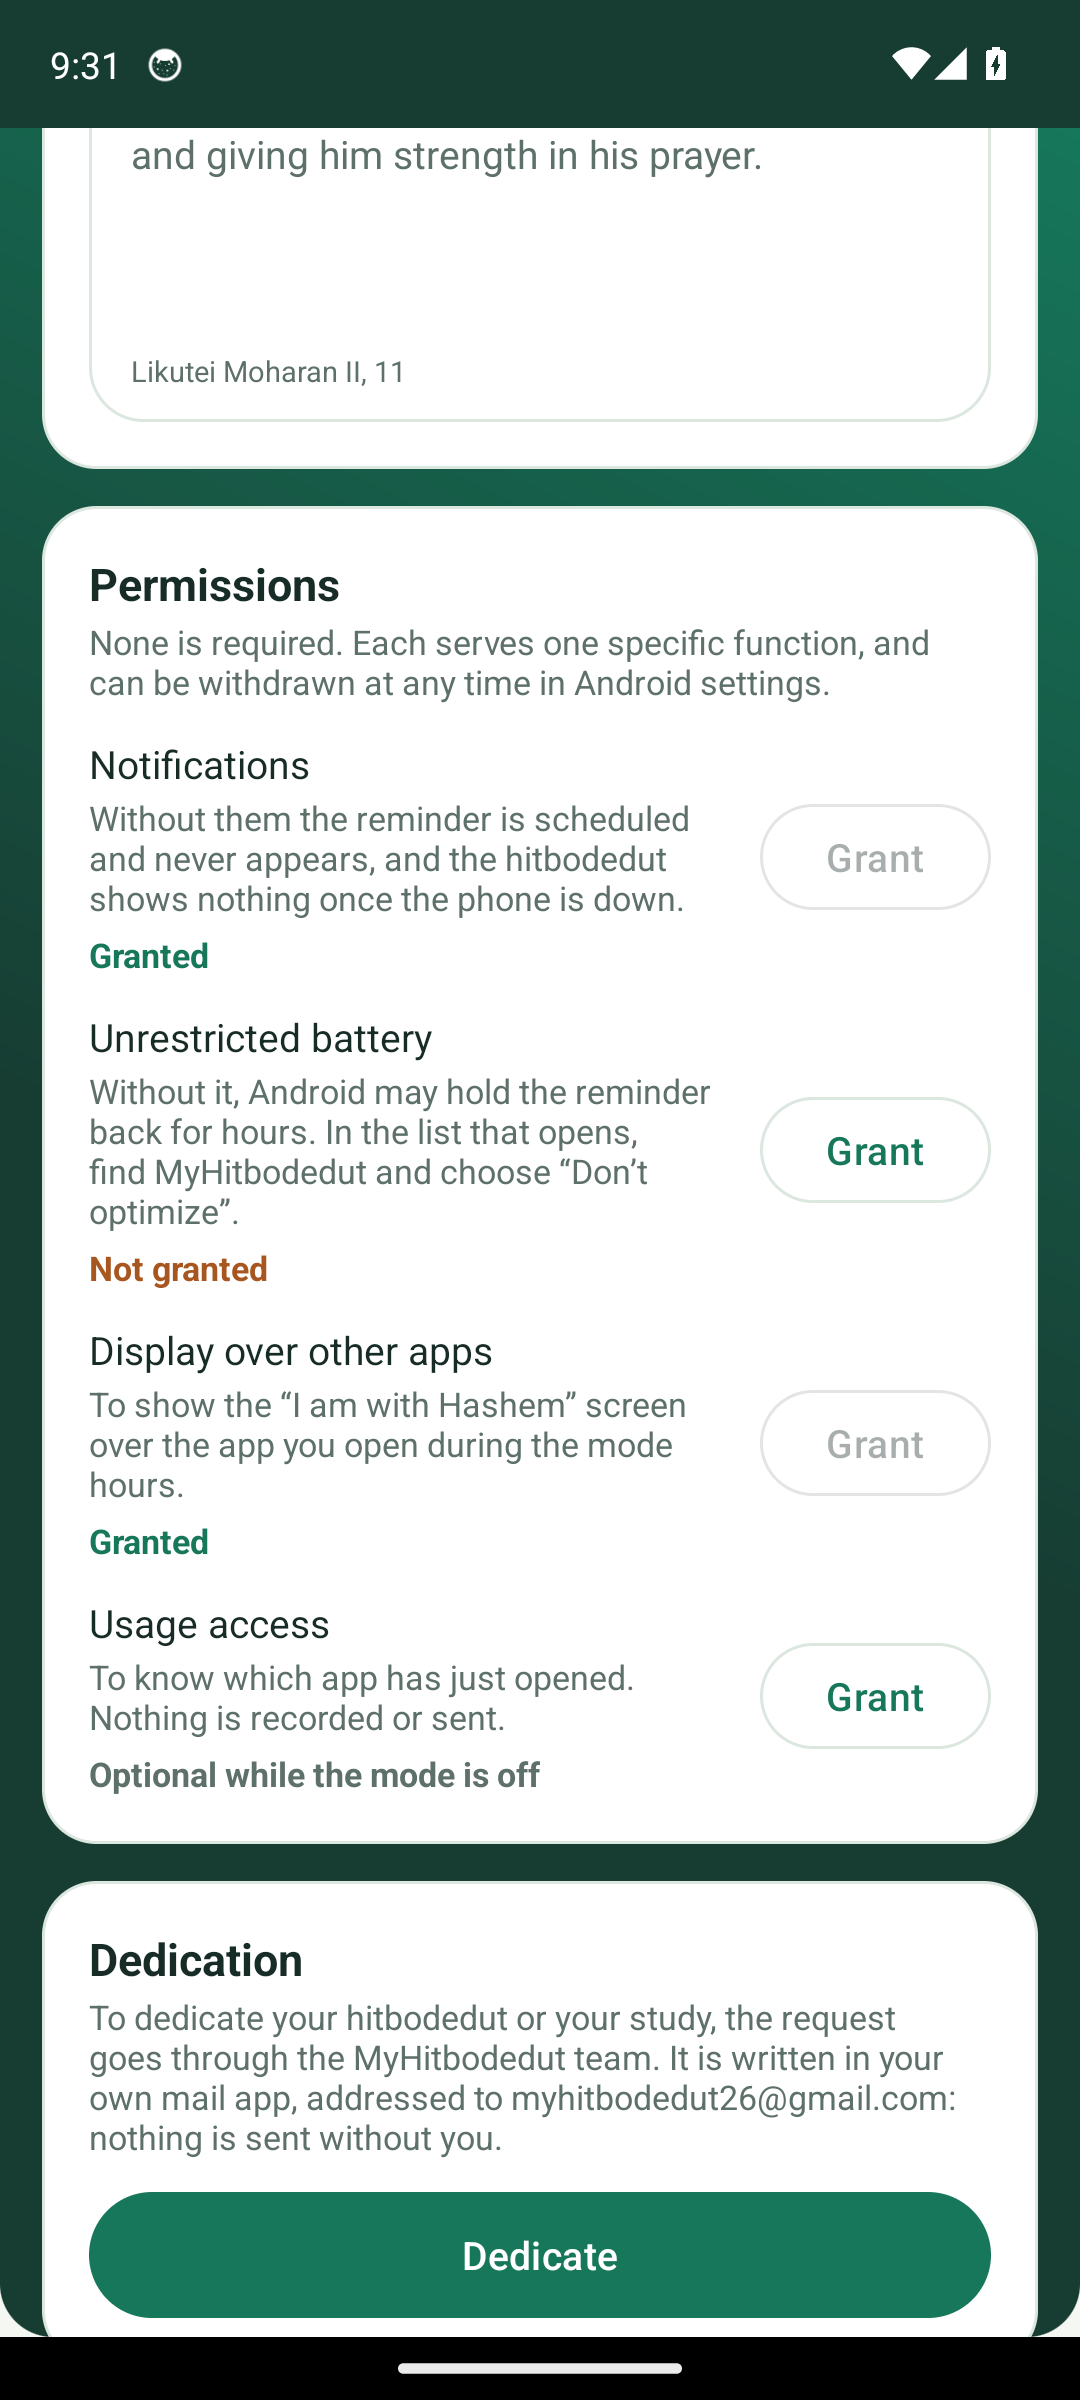 9:31
and giving him strength in his prayer.
Likutei Moharan II, 11
Permissions
None is required. Each serves one specific function, and
can be withdrawn at any time in Android settings.
Notifications
Without them the reminder is scheduled
and never appears, and the hitbodedut
shows nothing once the phone is down.
Grant
Granted
Unrestricted battery
Without it, Android may hold the reminder
back for hours. In the list that opens,
find MyHitbodedut and choose “Don’t
optimize”.
Grant
Not granted
Display over other apps
To show the “I am with Hashem” screen
over the app you open during the mode
hours.
Grant
Granted
Usage access
To know which app has just opened.
Nothing is recorded or sent.
Grant
Optional while the mode is off
Dedication
To dedicate your hitbodedut or your study, the request
goes through the MyHitbodedut team. It is written in your
own mail app, addressed to myhitbodedut26@gmail.com:
nothing is sent without you.
Dedicate